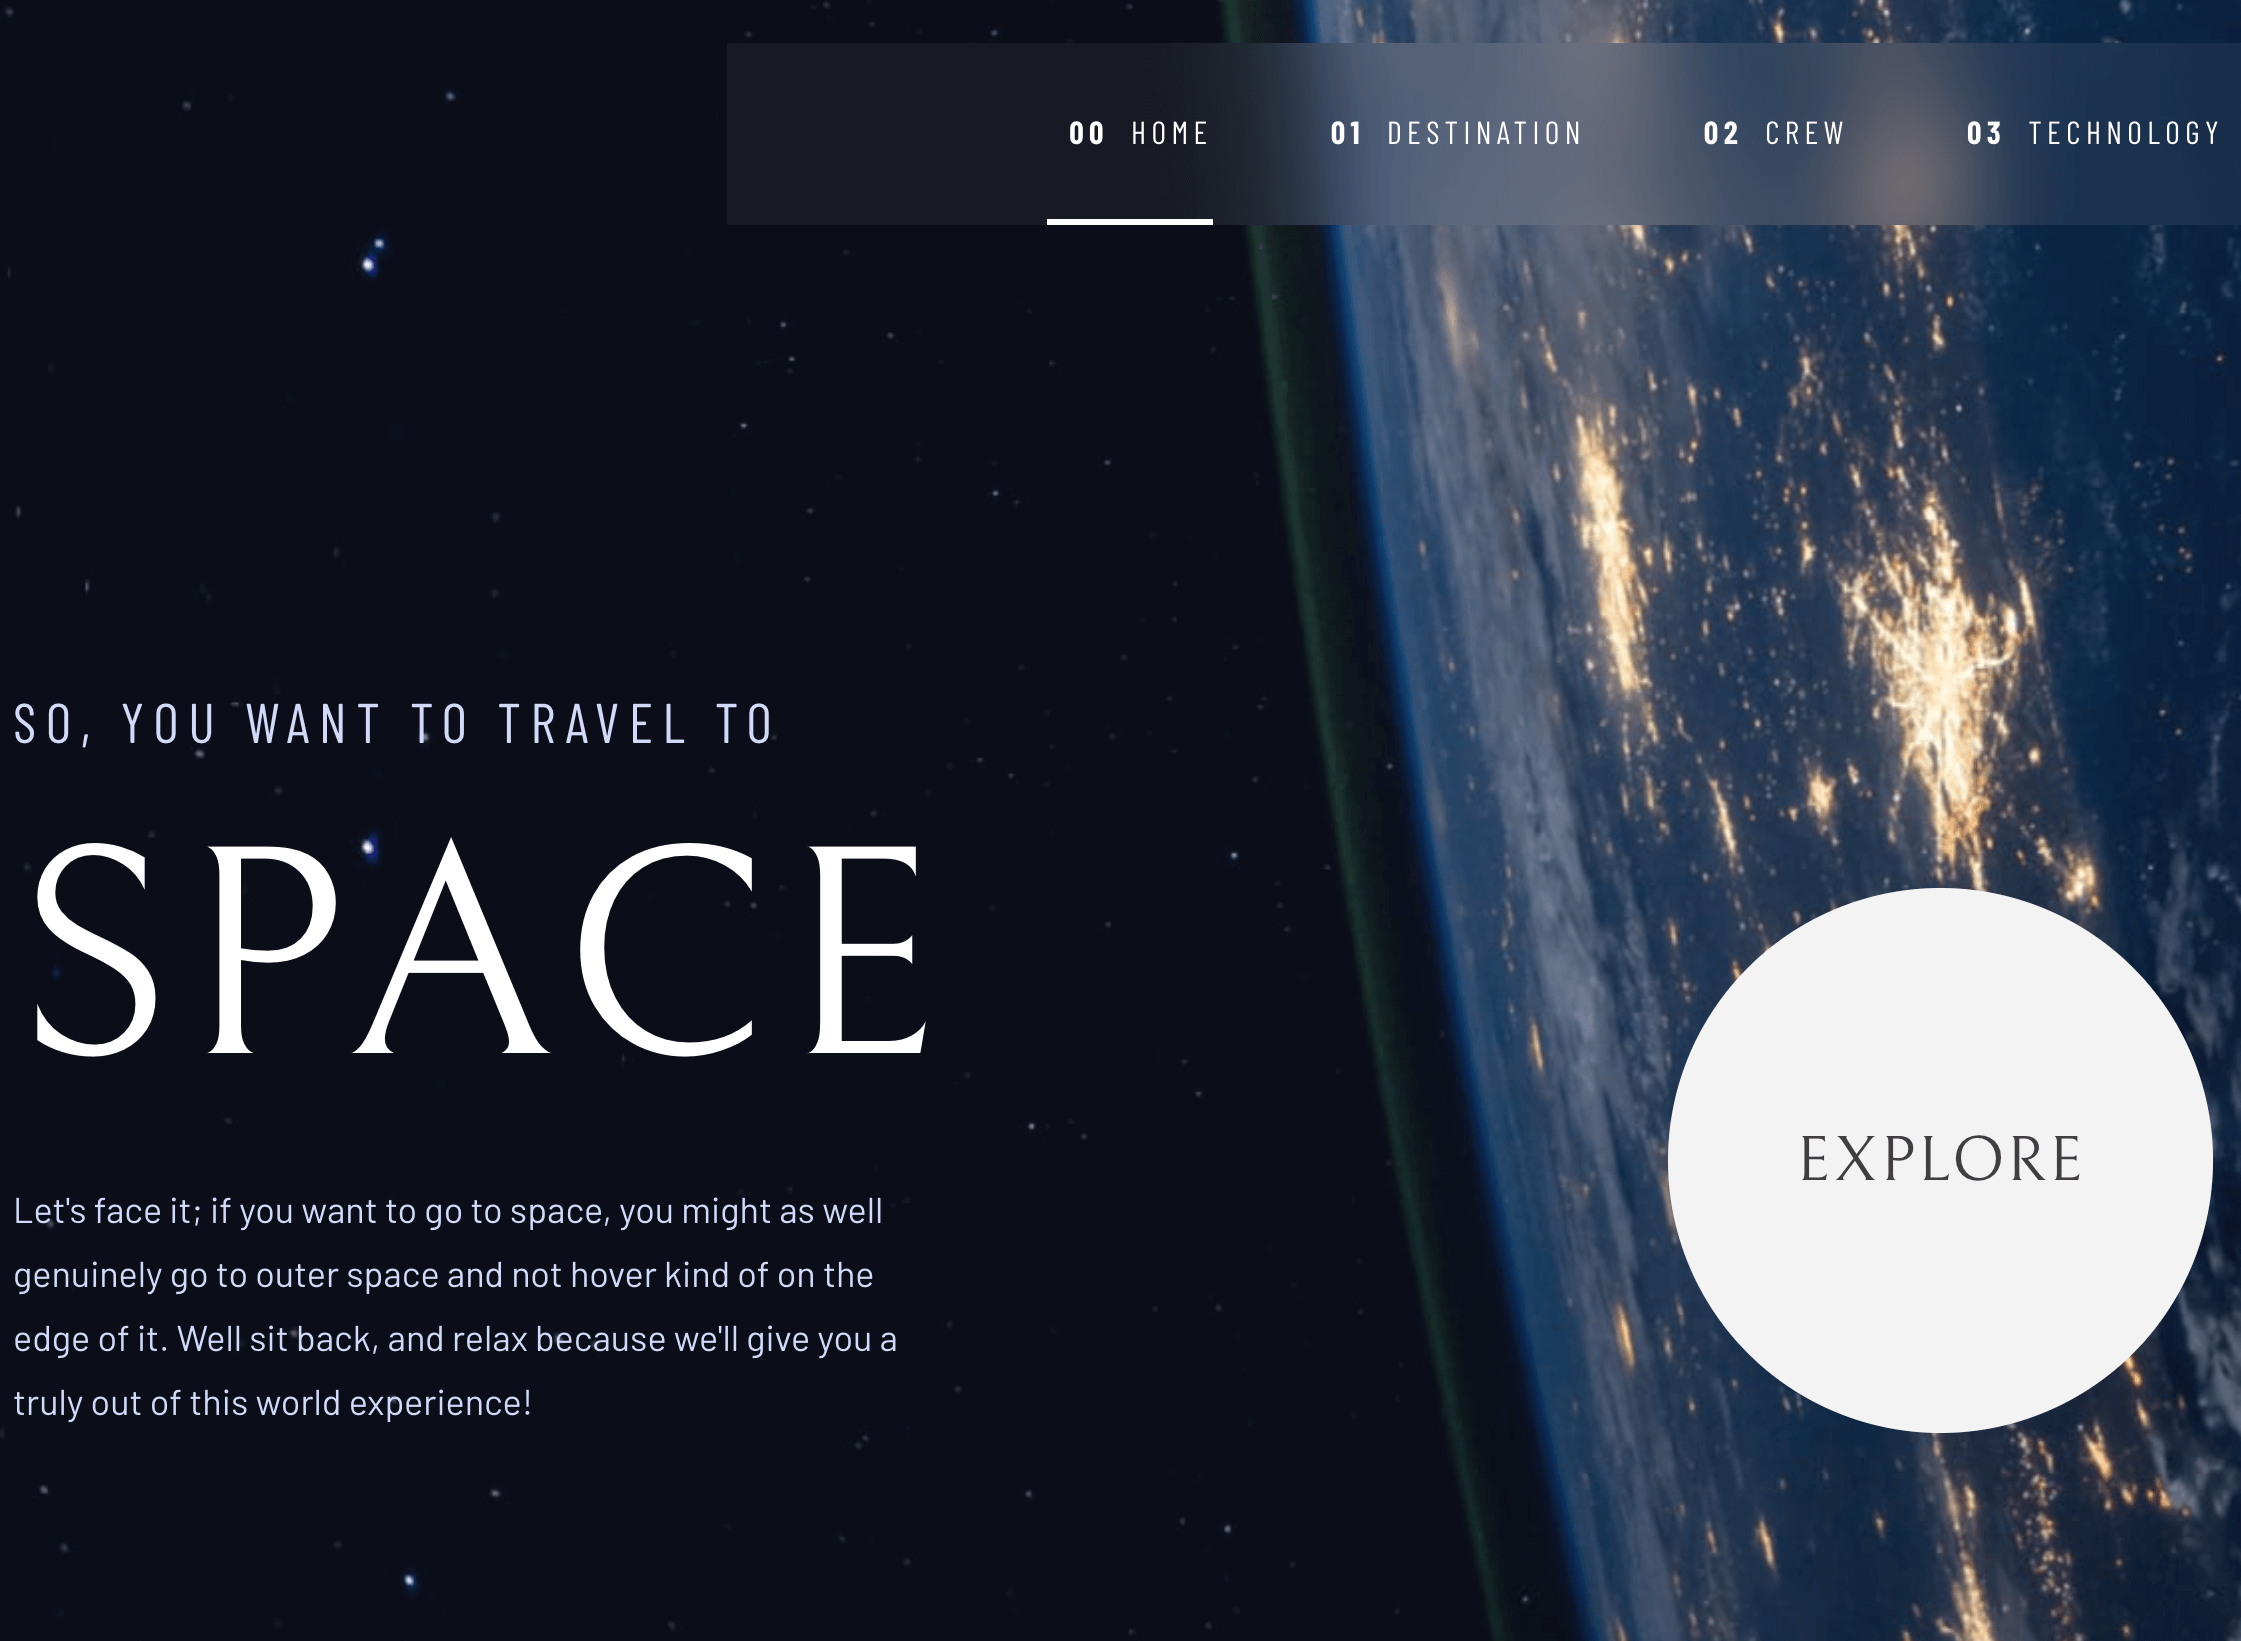 00 HOME 01 DESTINATION 02 CREW 03 TECHNOLOGY
SO, YOU WANT TO TRAVEL TO
SPACE
EXPLORE
Let's face it; if you want to go to space, you might as well
genuinely go to outer space and not hover kind of on the
edge of it. Well sit back, and relax because we'll give you a
truly out of this world experience!